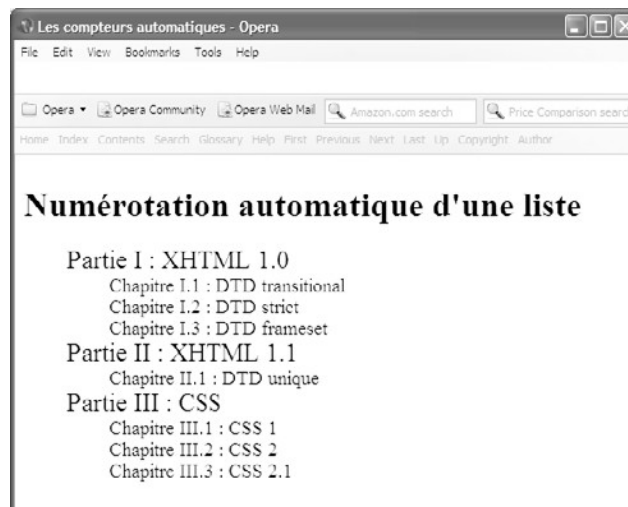 Les compteurs automatiques - Opera
File Edit View Bookmarks Tools Help
Opera Opera Community Opera Web Mail Amazon.com search Price Comparison search
Home Index Contents Search Glossary Help First Previous Next Last Up Copyright Author
Numérotation automatique d'une liste
Partie I : XHTML 1.0
Chapitre I.1 : DTD transitional
Chapitre I.2 : DTD strict
Chapitre I.3 : DTD frameset
Partie II : XHTML 1.1
Chapitre II.1 : DTD unique
Partie III : CSS
Chapitre III.1 : CSS 1
Chapitre III.2 : CSS 2
Chapitre III.3 : CSS 2.1